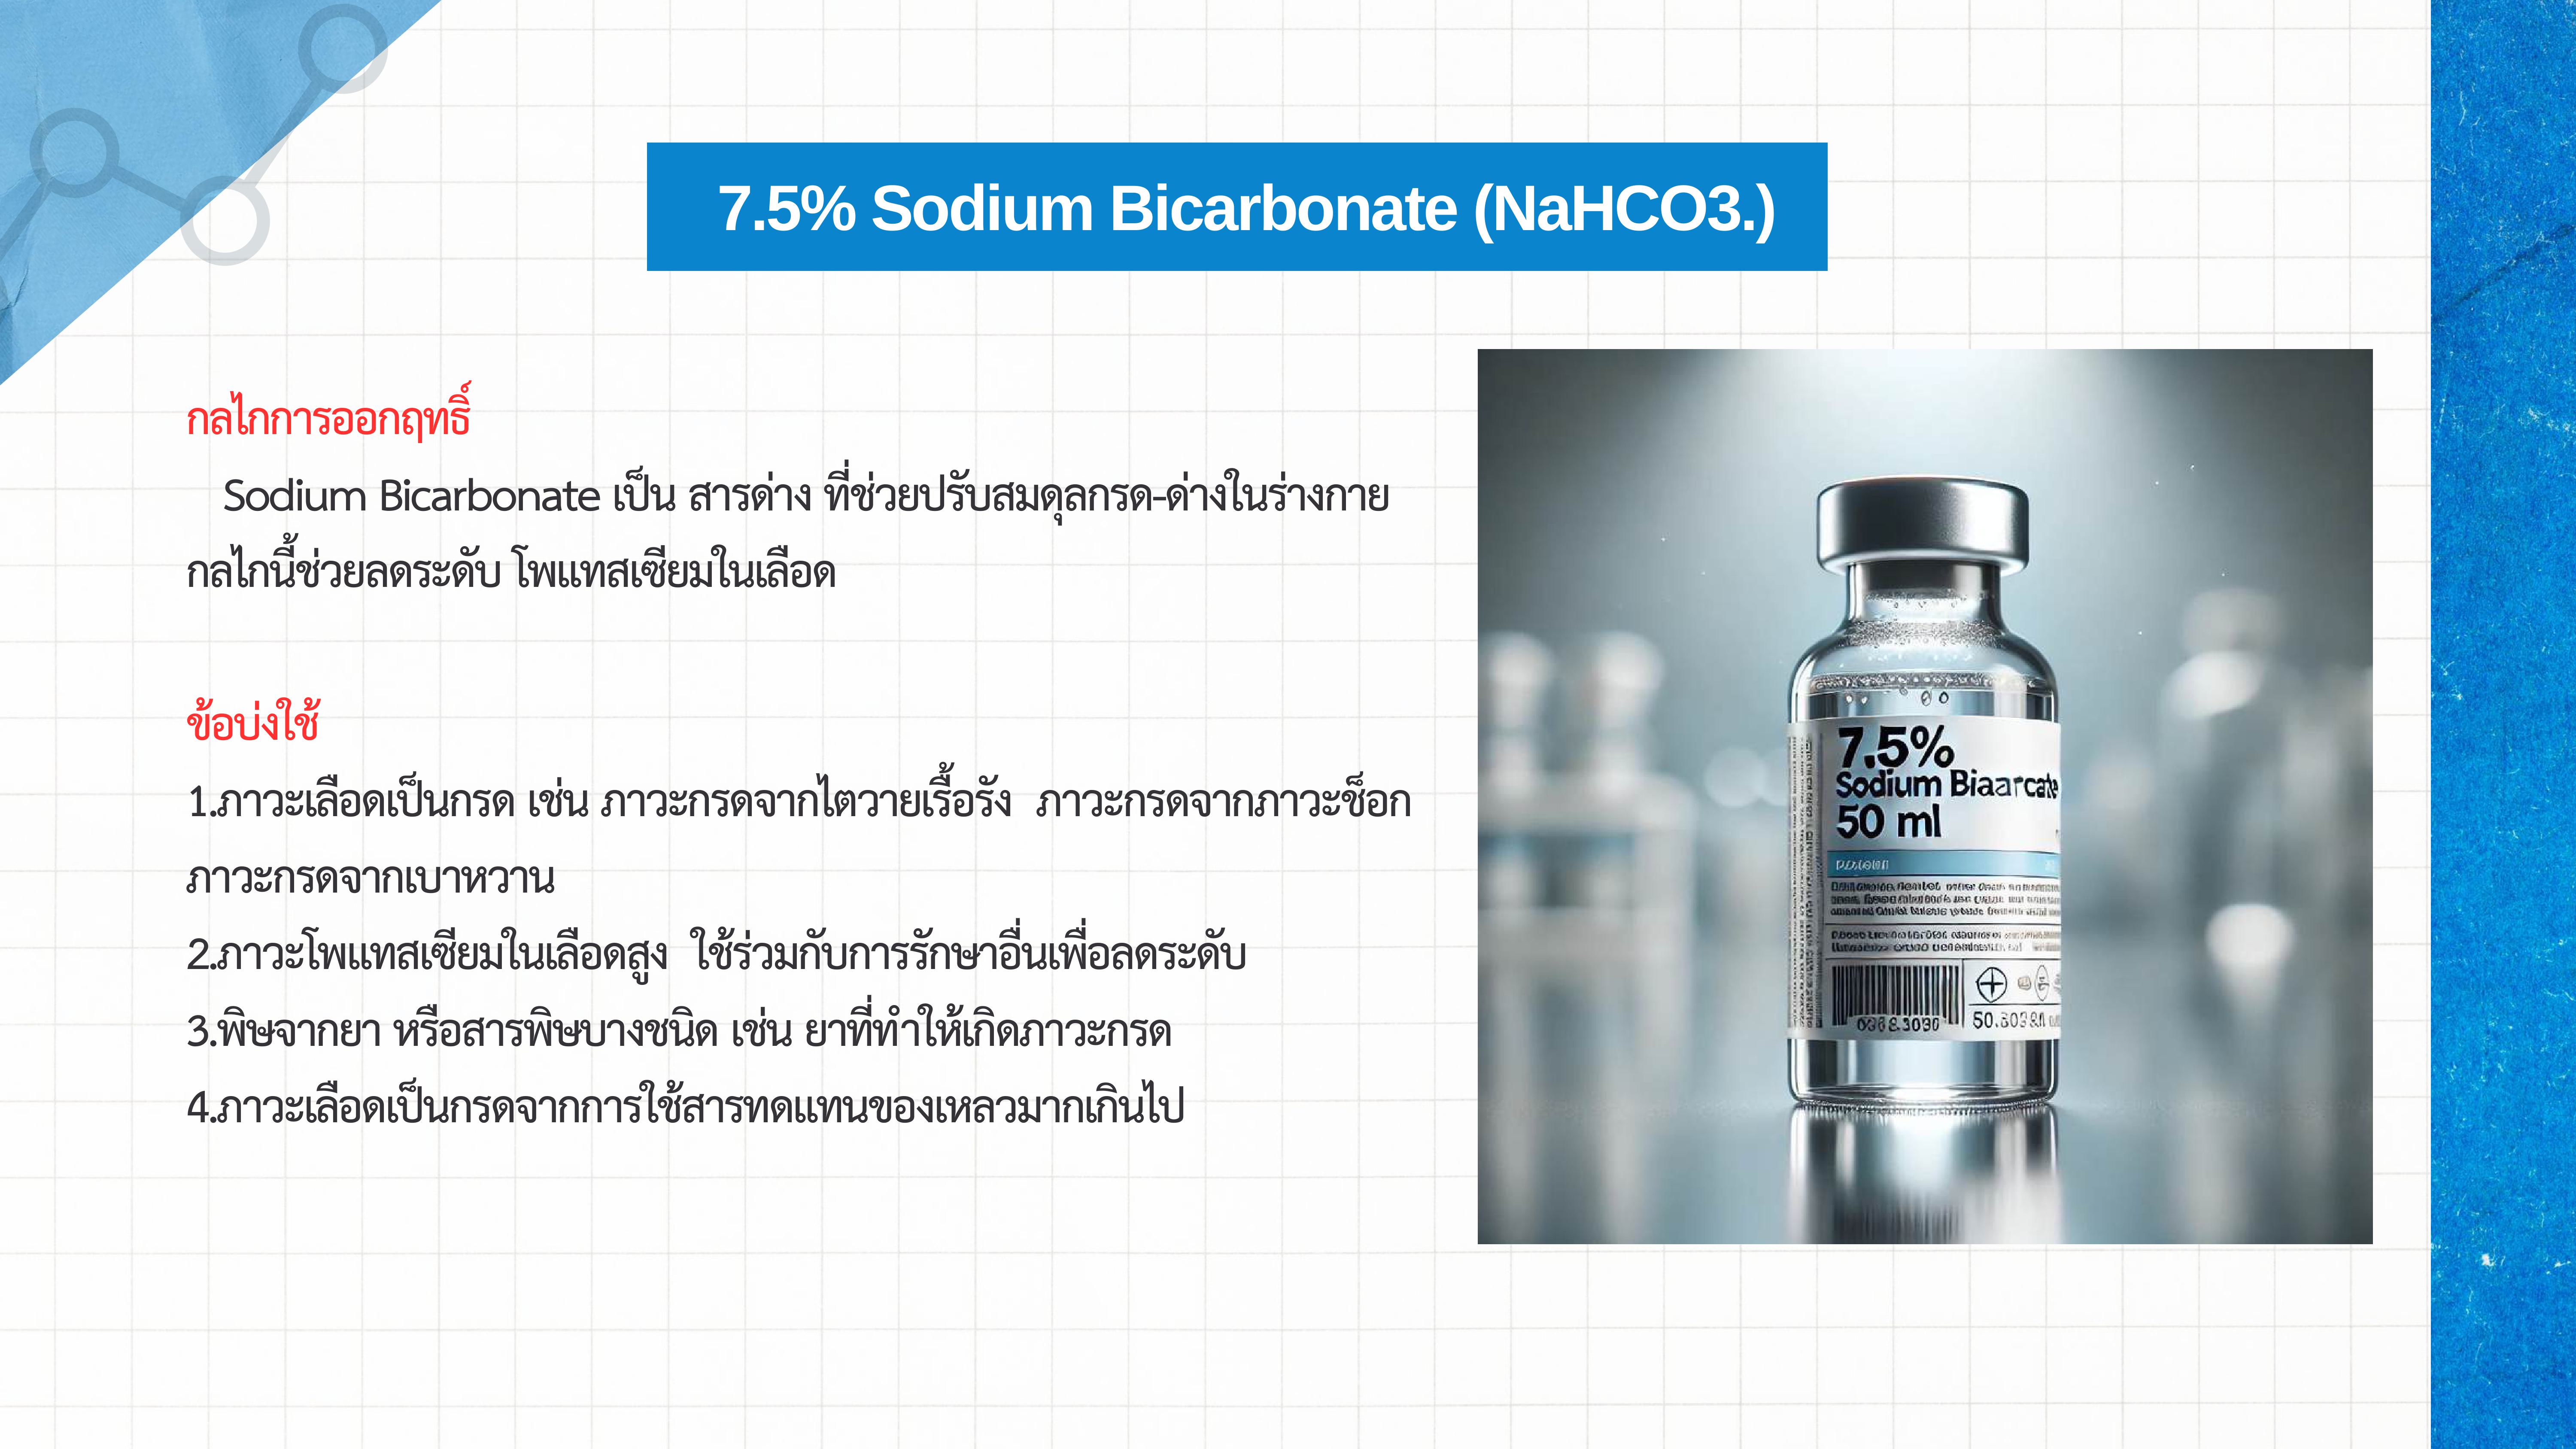 7.5% Sodium Bicarbonate (NaHCO3.)
กลไกการออกฤทธิ์
Sodium Bicarbonate เป็น สารด่าง ที่ช่วยปรับสมดุลกรด-ด่างในร่างกาย
กลไกนี้ช่วยลดระดับ โพแทสเซียมในเลือด
ข้อบ่งใช้
1.ภาวะเลือดเป็นกรด เช่น ภาวะกรดจากไตวายเรื้อรัง  ภาวะกรดจากภาวะช็อก
ภาวะกรดจากเบาหวาน
2.ภาวะโพแทสเซียมในเลือดสูง  ใช้ร่วมกับการรักษาอื่นเพื่อลดระดับ
3.พิษจากยา หรือสารพิษบางชนิด เช่น ยาที่ทำให้เกิดภาวะกรด
4.ภาวะเลือดเป็นกรดจากการใช้สารทดแทนของเหลวมากเกินไป
7.5%
Sodium Biaarcate
50 ml